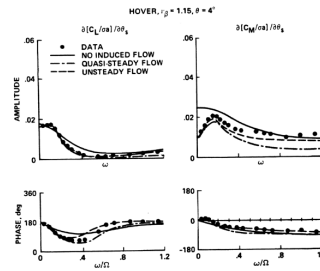 HOVER, εβ = 1.15, θ = 4°
∂[CL/σa]/∂θs
∂[CM/σa]/∂θs
.06
.04
.02
0
AMPLITUDE
DATA
NO INDUCED FLOW
QUASI-STEADY FLOW
UNSTEADY FLOW
ω
.06
.04
.02
0
ω
360
180
0
PHASE, deg
0 .4 .8 1.2
ω/Ω
180
0
-180
0 .4 .8
ω/Ω